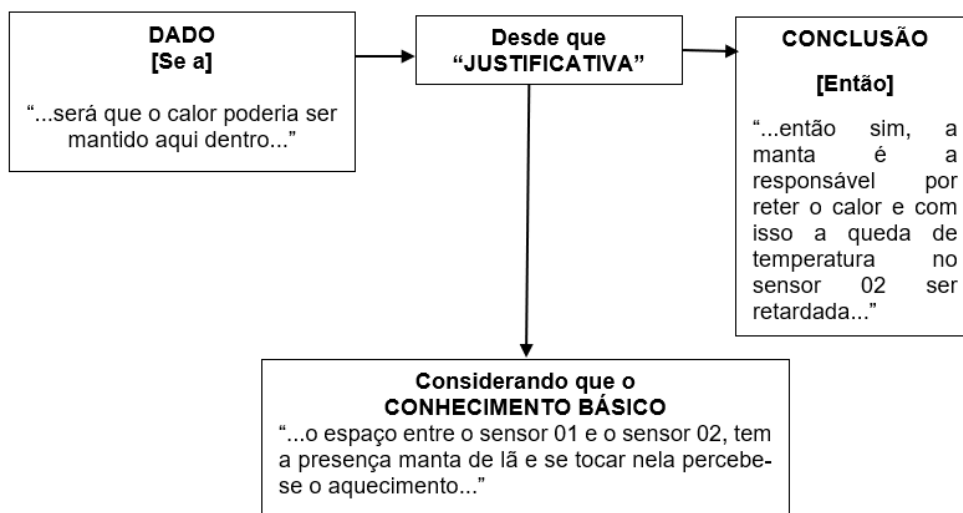 DADO
[Se a]
“...será que o calor poderia ser
mantido aqui dentro...”
Desde que
“JUSTIFICATIVA”
CONCLUSÃO
[Então]
“...então sim, a
manta é a
responsável por
reter o calor e com
isso a queda de
temperatura no
sensor 02 ser
retardada...”
Considerando que o
CONHECIMENTO BÁSICO
“...o espaço entre o sensor 01 e o sensor 02, tem
a presença manta de lã e se tocar nela percebe-
se o aquecimento...”